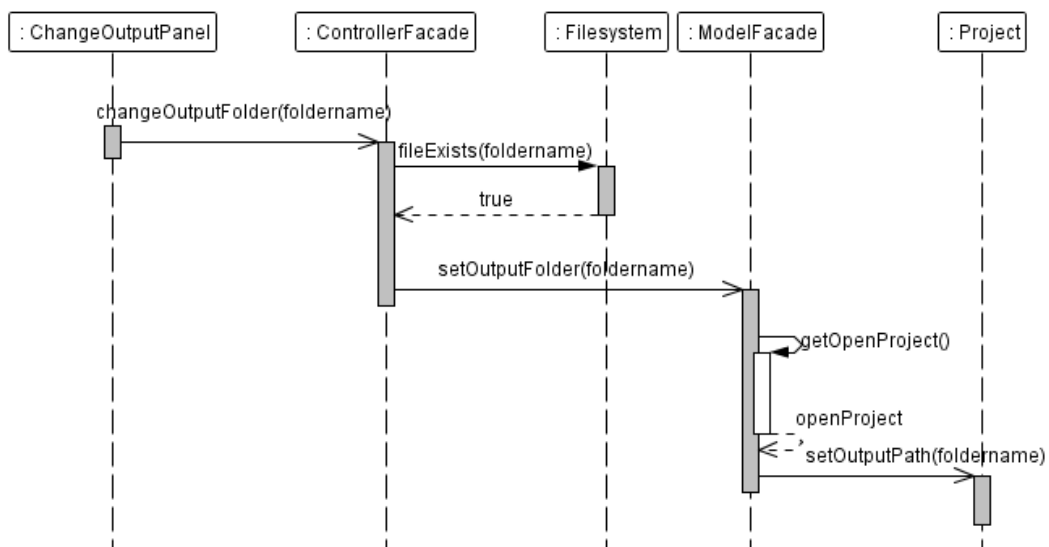 : ChangeOutputPanel
: ControllerFacade
: Filesystem
: ModelFacade
: Project
changeOutputFolder(foldername)
fileExists(foldername)
true
setOutputFolder(foldername)
getOpenProject()
openProject
setOutputPath(foldername)